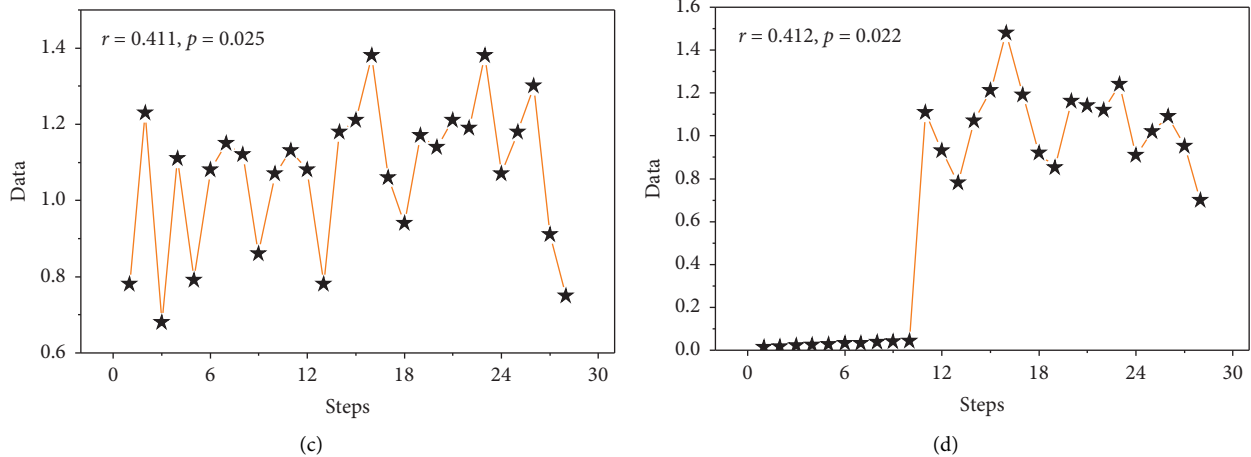 r = 0.411, p = 0.025
1.4
1.2
1.0
0.8
0.6
Data
0 6 12 18 24 30
Steps
(c)
r = 0.412, p = 0.022
1.6
1.4
1.2
1.0
0.8
0.6
0.4
0.2
0.0
Data
0 6 12 18 24 30
Steps
(d)